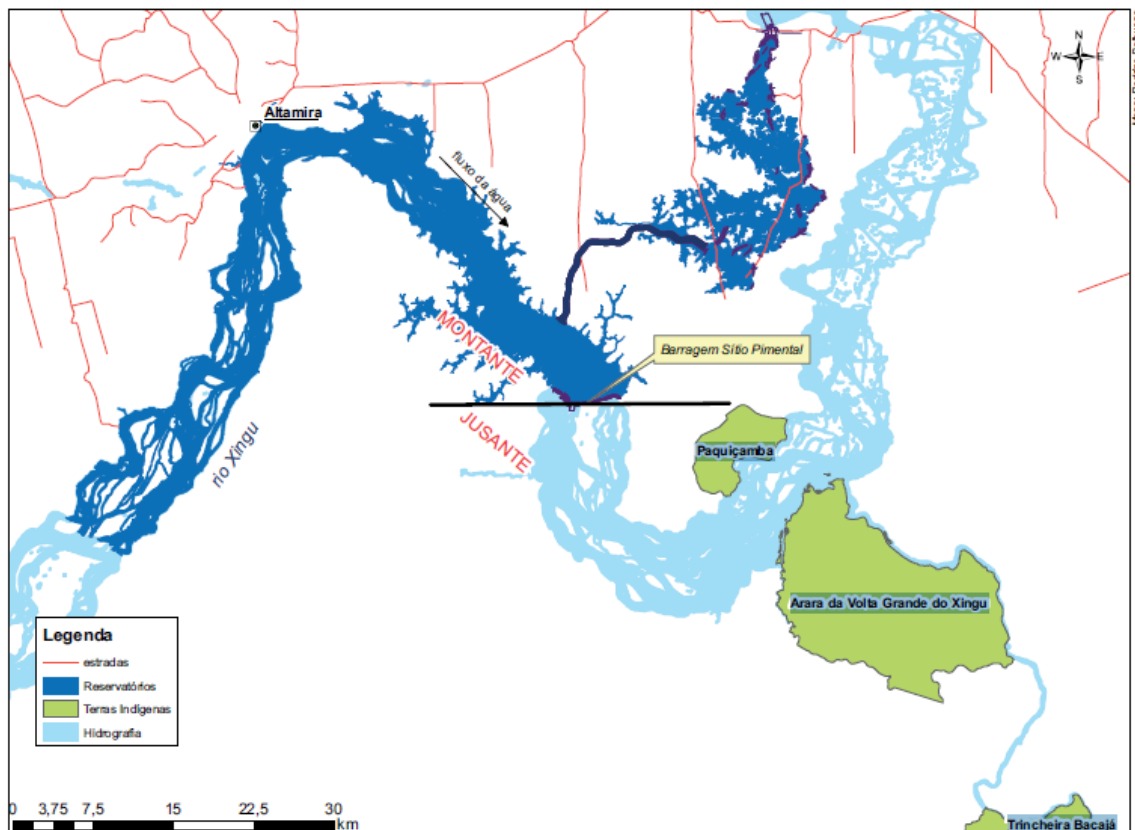 N
W E
S
Altamira
fluxo da água
MONTANTE
Barragem Sítio Pimental
JUSANTE
rio Xingu
Paquiçamba
Arara da Volta Grande do Xingu
Legenda
estradas
Reservatórios
Terras Indígenas
Hidrografia
0 3,75 7,5 15 22,5 30
km
Trincheira Bacajá